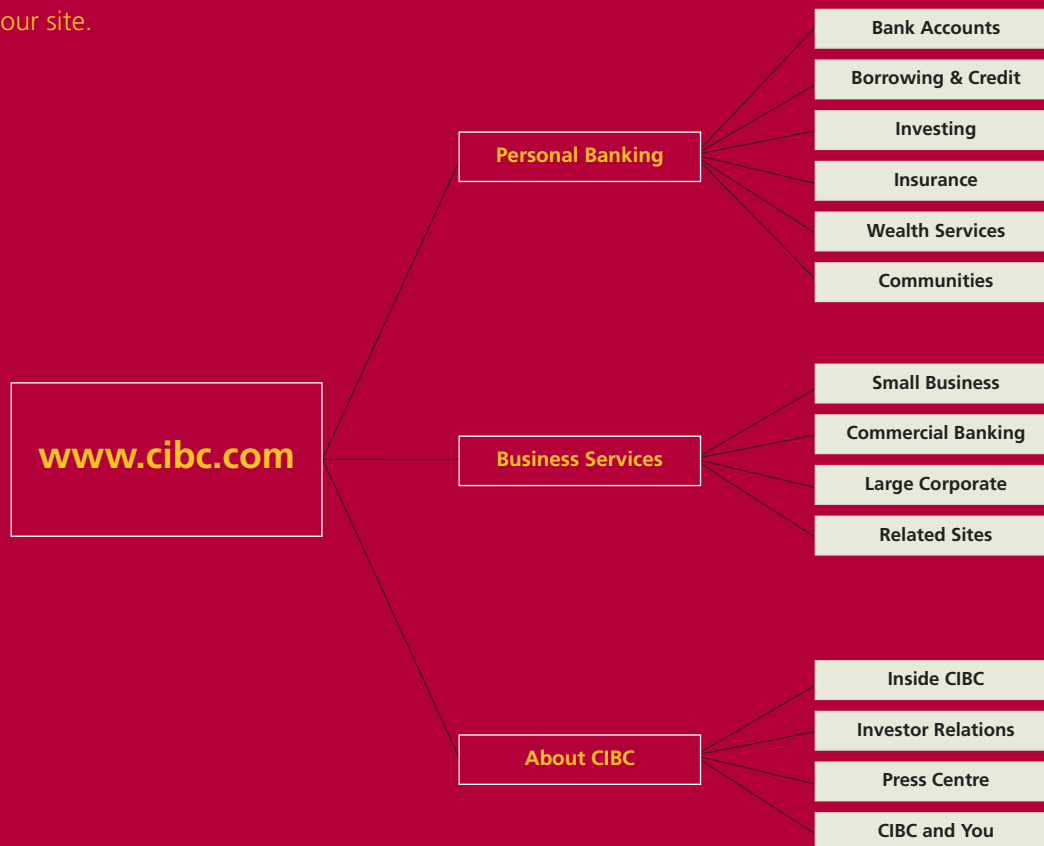 our site.
www.cibc.com
Personal Banking
Bank Accounts
Borrowing & Credit
Investing
Insurance
Wealth Services
Communities
Business Services
Small Business
Commercial Banking
Large Corporate
Related Sites
About CIBC
Inside CIBC
Investor Relations
Press Centre
CIBC and You